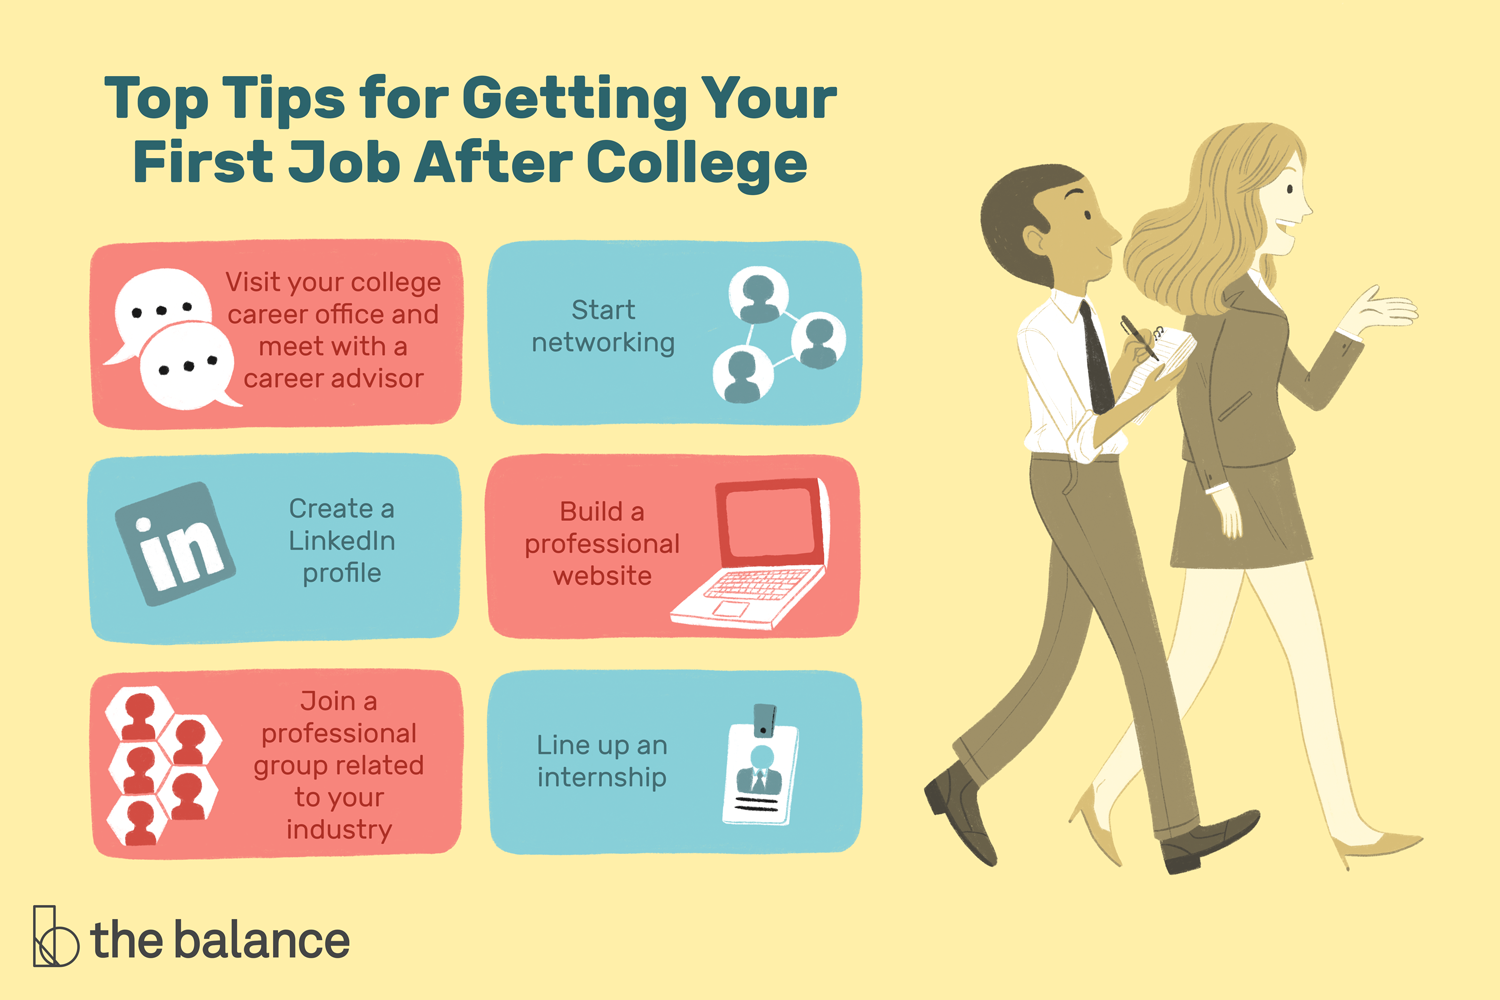 Top Tips for Getting Your
First Job After College
Visit your college
career office and
meet with a
career advisor
Start
networking
in
Create a
LinkedIn
profile
Build a
professional
website
Join a
professional
group related
to your
industry
Line up an
internship
the balance